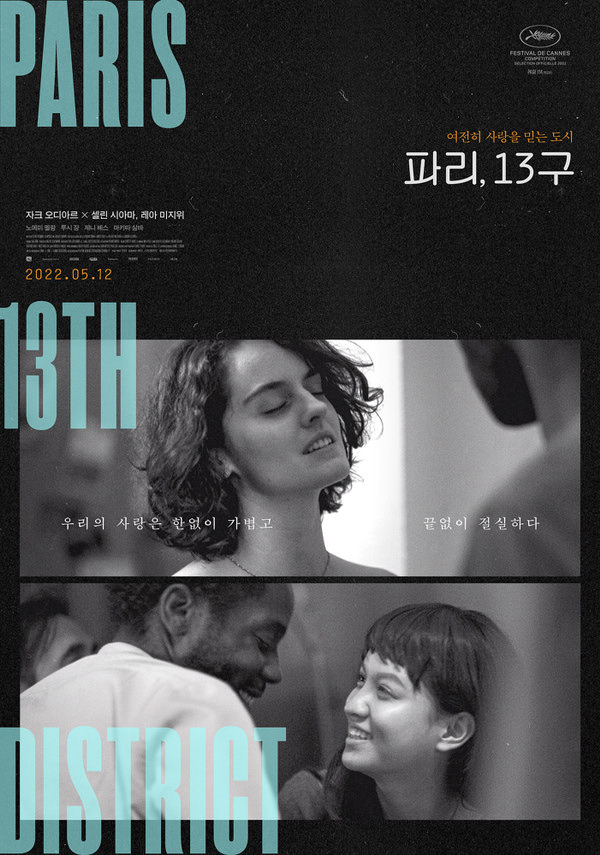 PARIS
FESTIVAL DE CANNES
COMPETITION
SELECTION OFFICIELLE 2021
여전히 사랑을 믿는 도시
파리, 13구
자크 오디아르 × 셀린 시아마, 레아 미지위
노에미 멜랑 루시 장 제니 베스 마키타 삼바
2022.05.12
13TH
우리의 사랑은 한없이 가볍고 끝없이 절실하다
DISTRICT